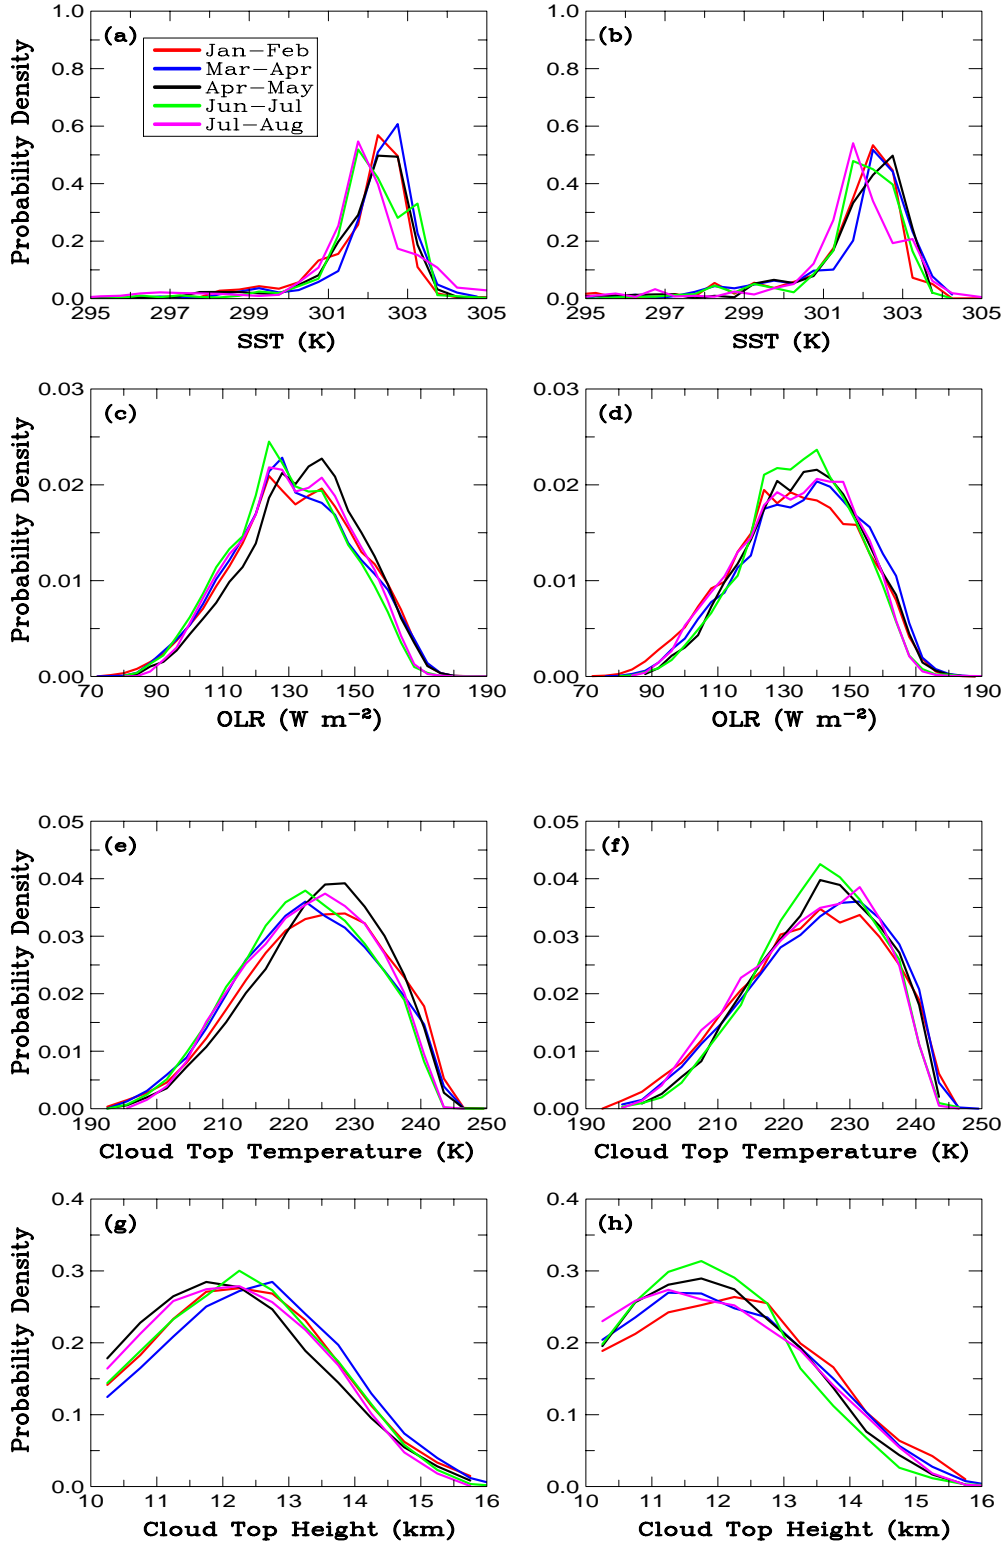 (a)
Jan-Feb
Mar-Apr
Apr-May
Jun-Jul
Jul-Aug
Probability Density
1.0
0.8
0.6
0.4
0.2
0.0
295 297 299 301 303 305
SST (K)
(b)
1.0
0.8
0.6
0.4
0.2
0.0
295 297 299 301 303 305
SST (K)
(c)
Probability Density
0.03
0.02
0.01
0.00
70 90 110 130 150 170 190
OLR (W m⁻²)
(d)
0.03
0.02
0.01
0.00
70 90 110 130 150 170 190
OLR (W m⁻²)
(e)
Probability Density
0.05
0.04
0.03
0.02
0.01
0.00
190 200 210 220 230 240 250
Cloud Top Temperature (K)
(f)
0.05
0.04
0.03
0.02
0.01
0.00
190 200 210 220 230 240 250
Cloud Top Temperature (K)
(g)
Probability Density
0.4
0.3
0.2
0.1
0.0
10 11 12 13 14 15 16
Cloud Top Height (km)
(h)
0.4
0.3
0.2
0.1
0.0
10 11 12 13 14 15 16
Cloud Top Height (km)